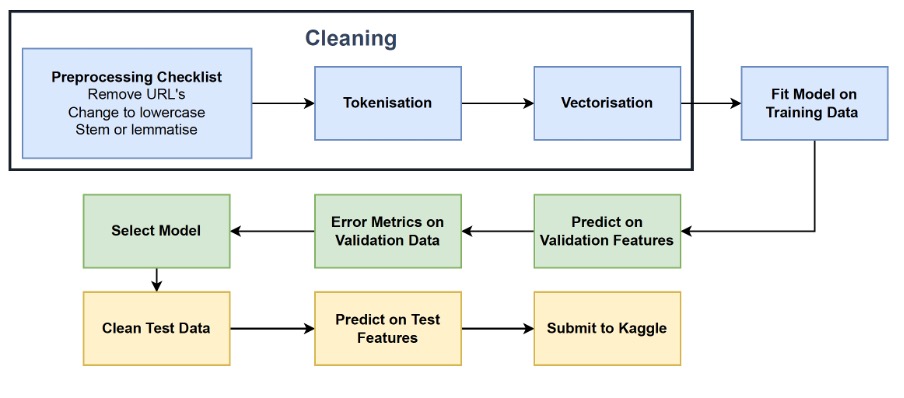 Cleaning
Preprocessing Checklist
Remove URL's
Change to lowercase
Stem or lemmatise
Tokenisation
Vectorisation
Fit Model on
Training Data
Select Model
Error Metrics on
Validation Data
Predict on
Validation Features
Clean Test Data
Predict on Test
Features
Submit to Kaggle